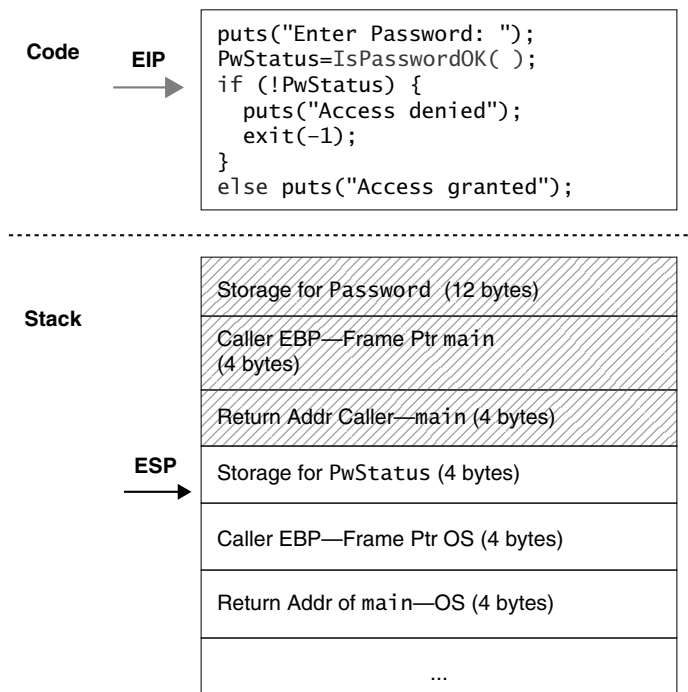 Code
EIP
puts("Enter Password: ");
PwStatus=IsPasswordOK( );
if (!PwStatus) {
puts("Access denied");
exit(–1);
}
else puts("Access granted");
Stack
Storage for Password (12 bytes)
Caller EBP—Frame Ptr main
(4 bytes)
Return Addr Caller—main (4 bytes)
ESP
Storage for PwStatus (4 bytes)
Caller EBP—Frame Ptr OS (4 bytes)
Return Addr of main—OS (4 bytes)
...